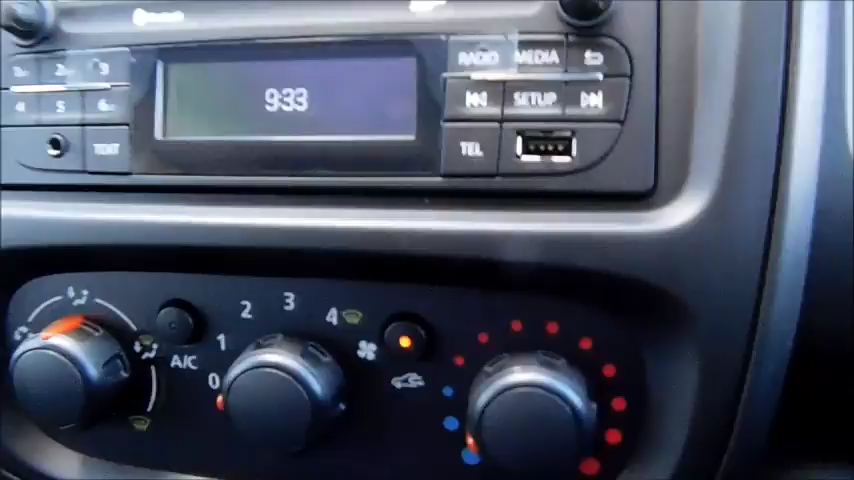 1 2 3 RADIO MEDIA
9:33
4 5 6 SETUP
TEXT TEL
2 3 4
1
A/C
0